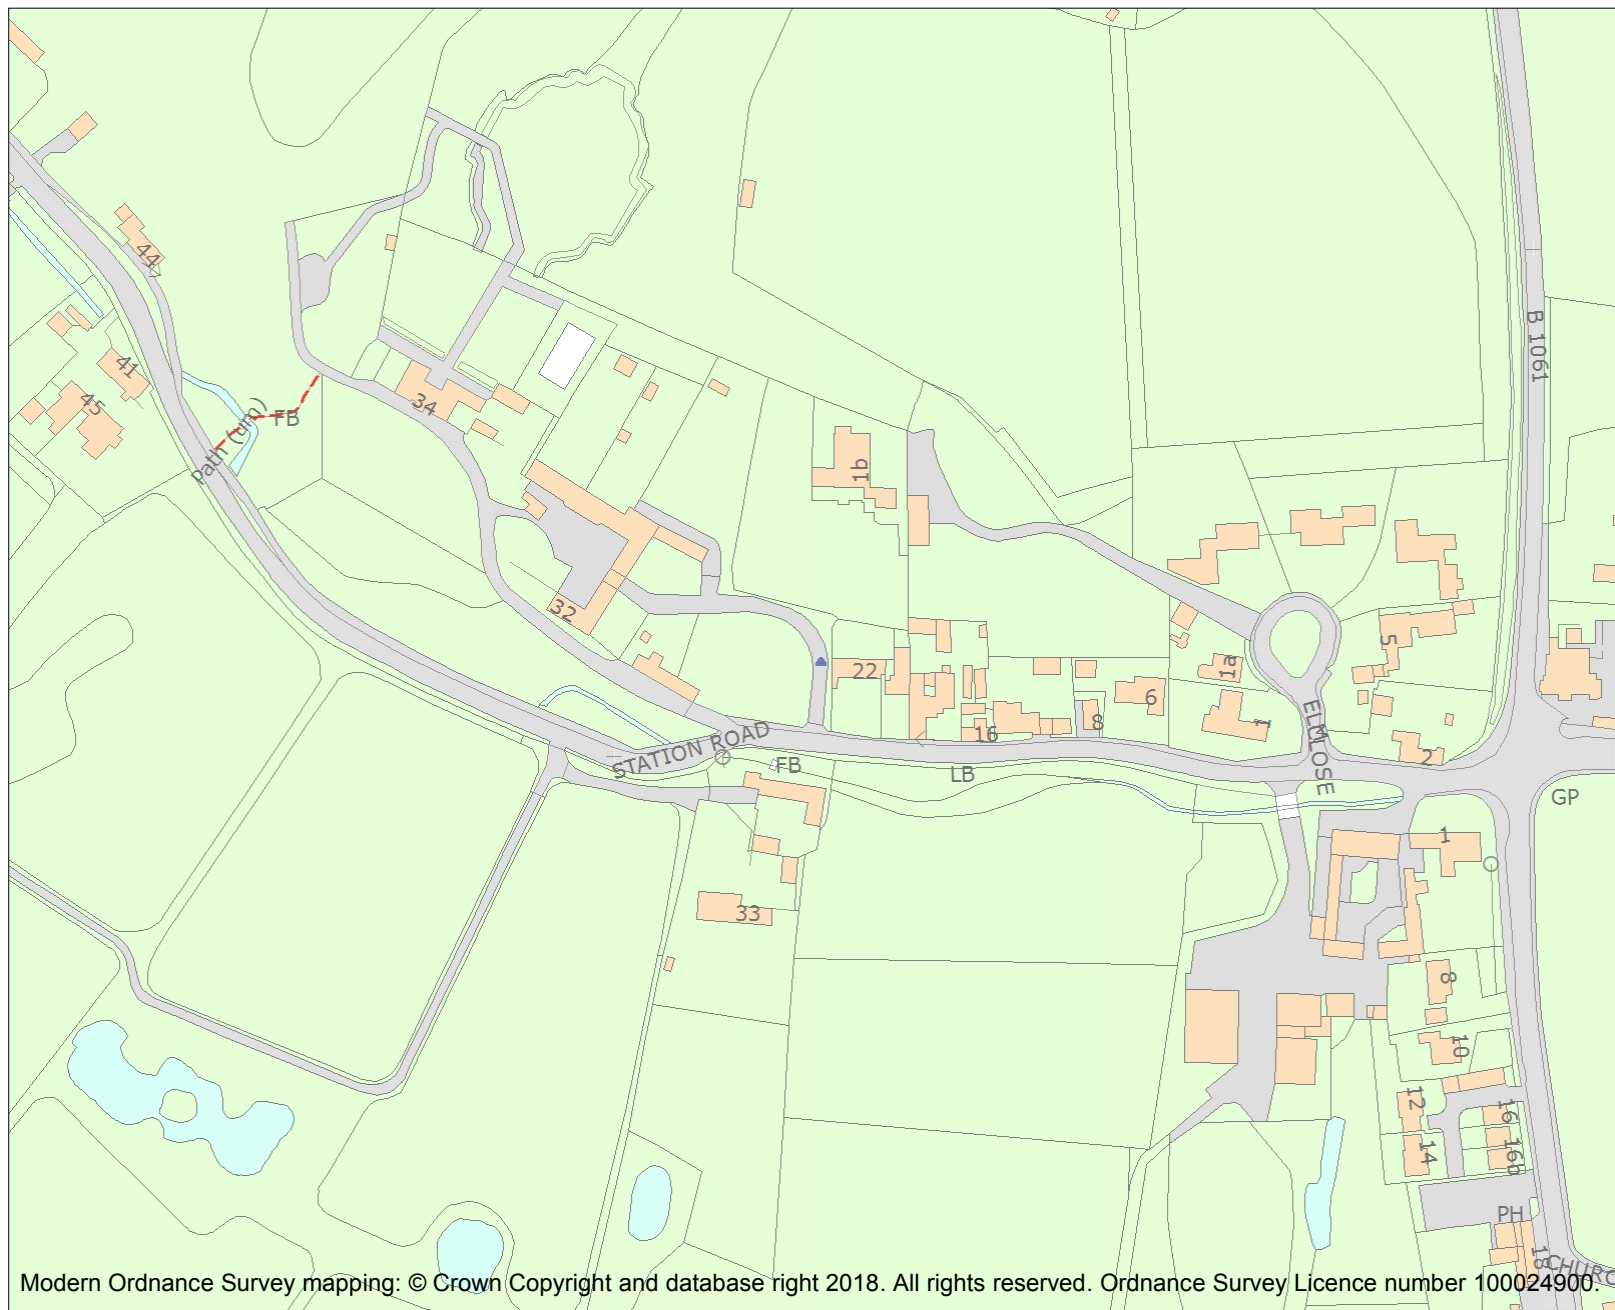 44
B 1061
41
45
34
path (um)
FB
1b
32
5
1a
22
6
8
1
16
ELM
CLOSE
STATION ROAD
FB
LB
2
GP
1
33
8
10
12
16
14
16b
PH
18
CHURC
Modern Ordnance Survey mapping: © Crown Copyright and database right 2018. All rights reserved. Ordnance Survey Licence number 100024900.